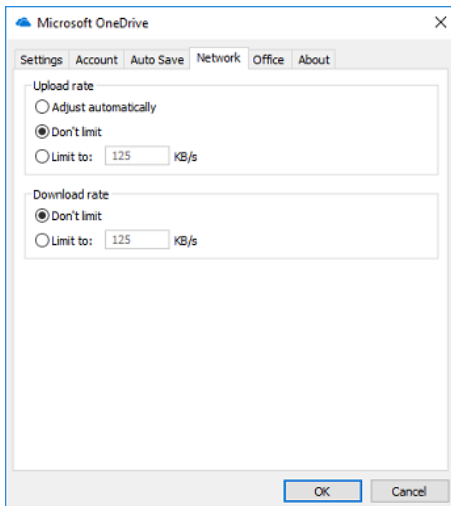 Microsoft OneDrive
Settings Account Auto Save Network Office About
Upload rate
Adjust automatically
Don't limit
Limit to: 125 KB/s
Download rate
Don't limit
Limit to: 125 KB/s
OK Cancel